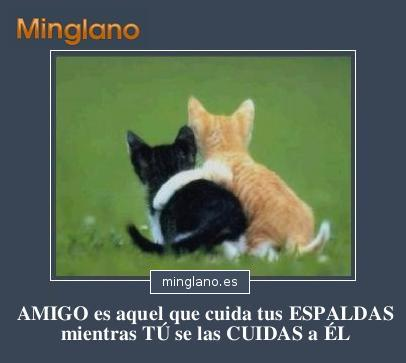 Minglano
minglano.es
AMIGO es aquel que cuida tus ESPALDAS
mientras TÚ se las CUIDAS a ÉL